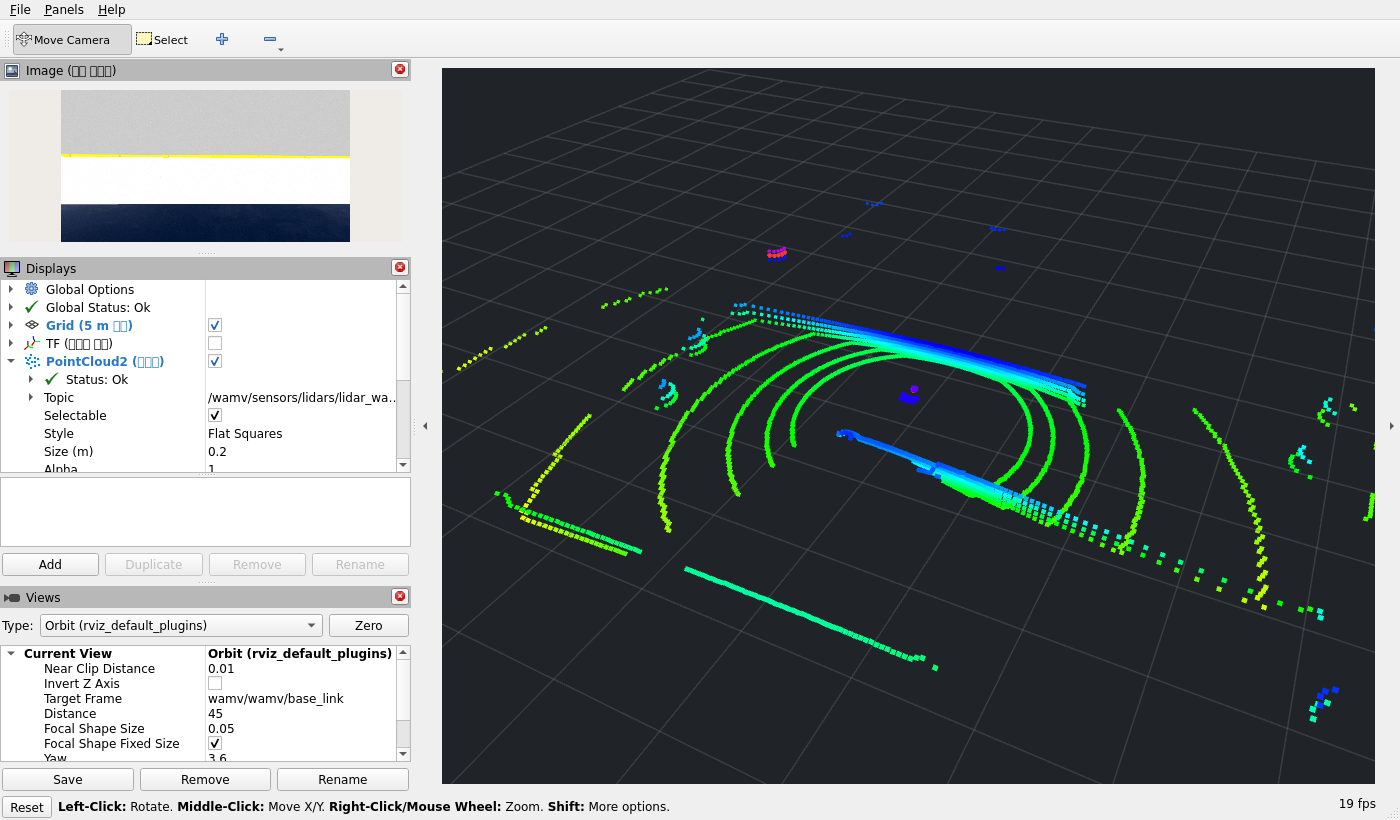 File Panels Help
Move Camera Select
Image (
Displays
Global Options
Global Status: Ok
Grid (5 m
TF (
PointCloud2 (
Status: Ok
Topic /wamv/sensors/lidars/lidar_wa...
Selectable
Style Flat Squares
Size (m) 0.2
Alpha 1
Add Duplicate Remove Rename
Views
Type: Orbit (rviz_default_plugins) Zero
Current View Orbit (rviz_default_plugins)
Near Clip Distance 0.01
Invert Z Axis
Target Frame wamv/wamv/base_link
Distance 45
Focal Shape Size 0.05
Focal Shape Fixed Size
Yaw 3.6
Save Remove Rename
Reset Left-Click: Rotate. Middle-Click: Move X/Y. Right-Click/Mouse Wheel: Zoom. Shift: More options. 19 fps